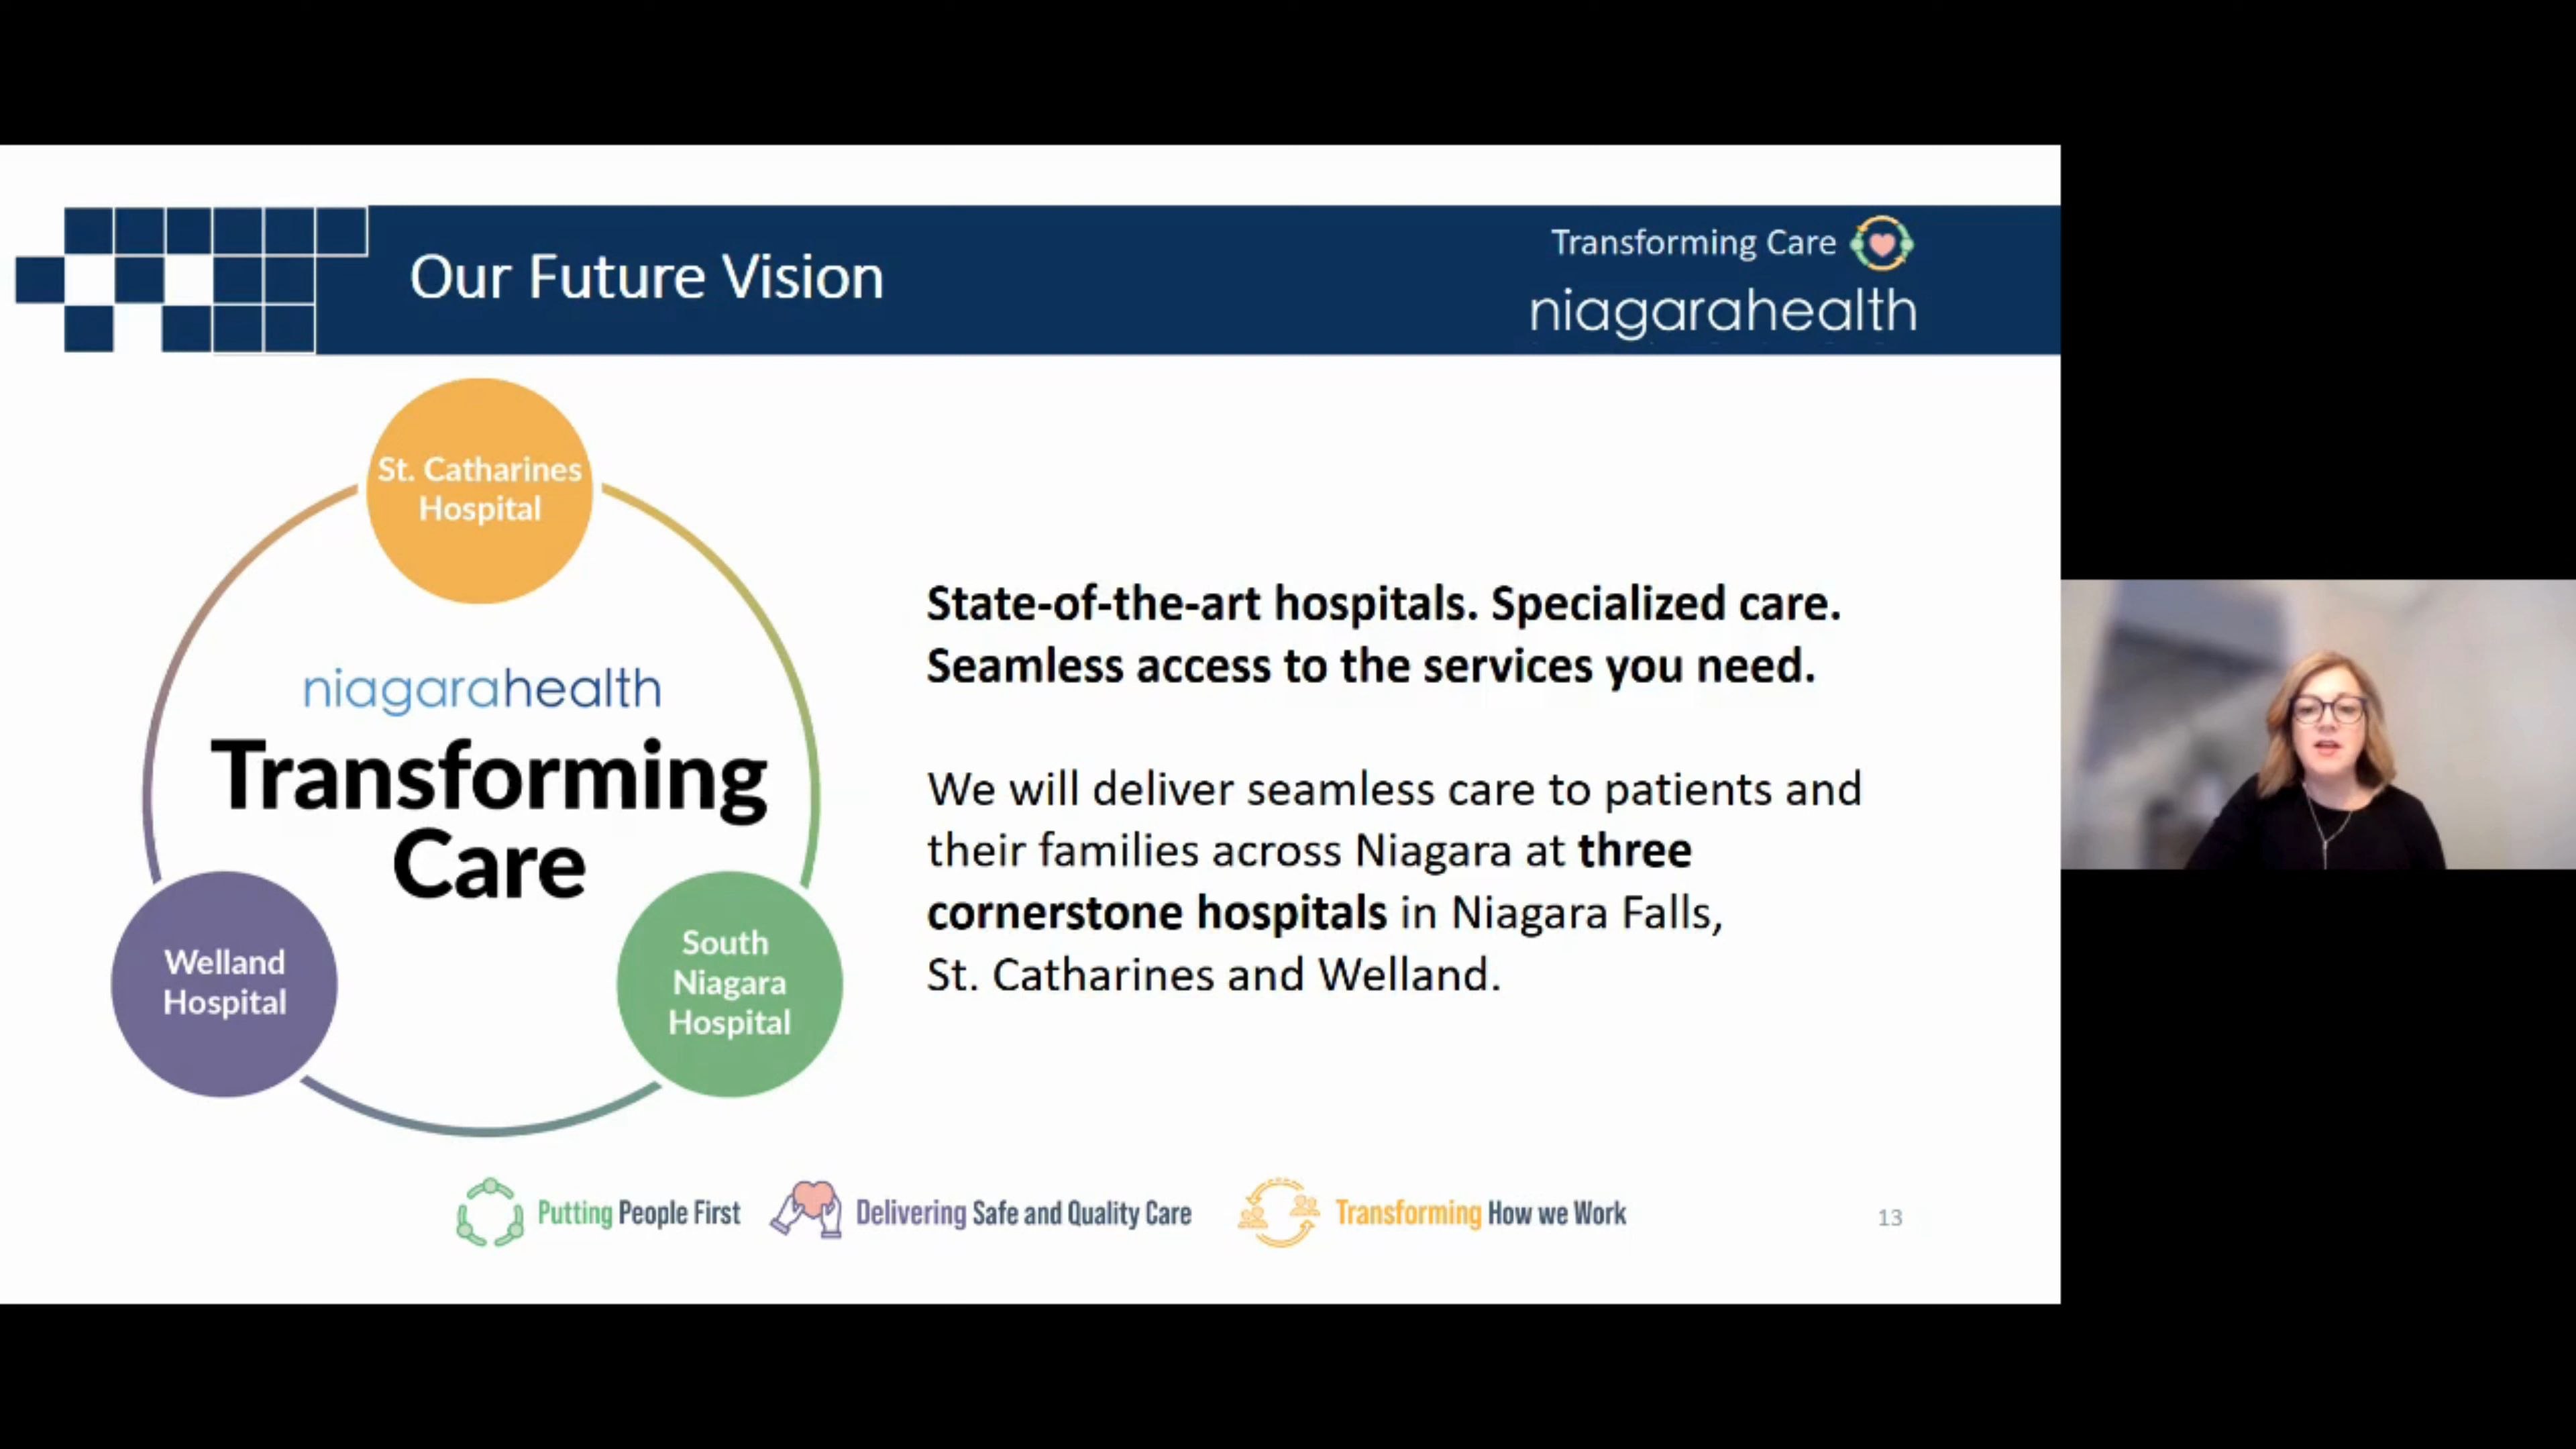 Our Future Vision
Transforming Care
niagarahealth
St. Catharines
Hospital
niagarahealth
Transforming
Care
Welland
Hospital
South
Niagara
Hospital
State-of-the-art hospitals. Specialized care.
Seamless access to the services you need.
We will deliver seamless care to patients and
their families across Niagara at three
cornerstone hospitals in Niagara Falls,
St. Catharines and Welland.
Putting People First
Delivering Safe and Quality Care
Transforming How we Work
13